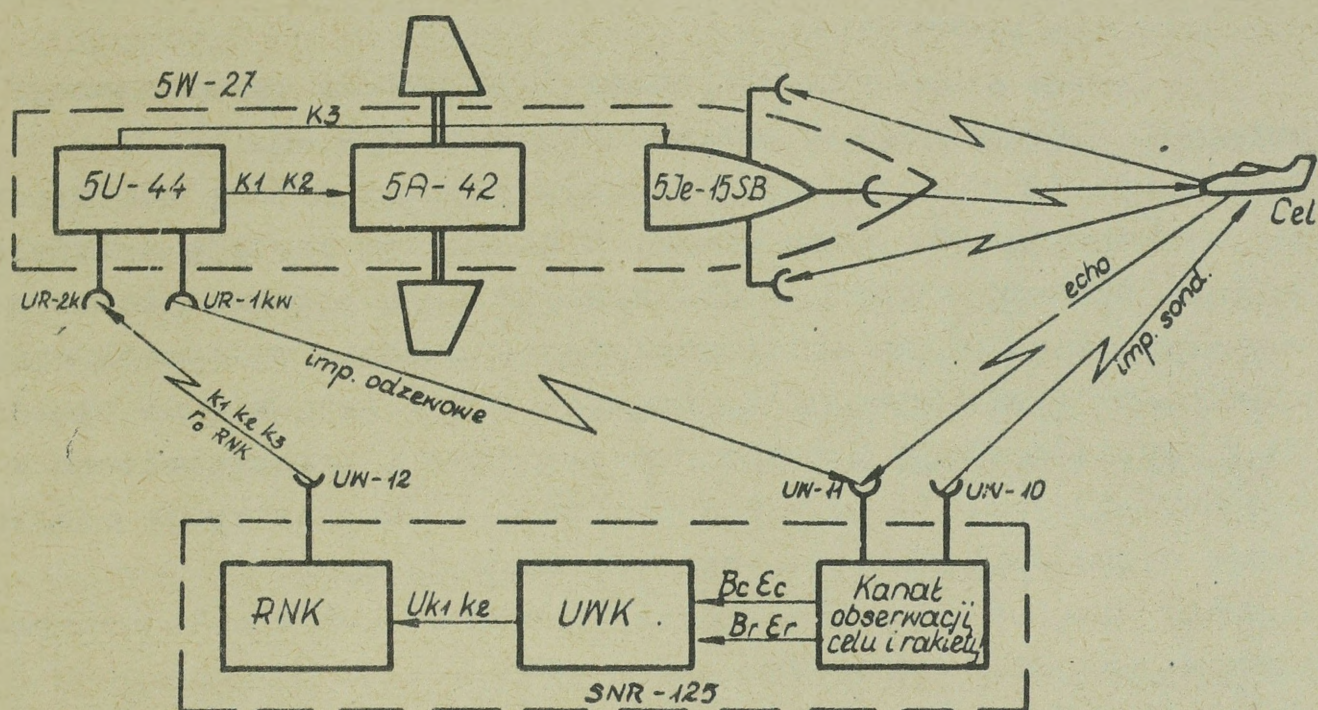 5W-27
K3
5U-44
K1 K2
5A-42
5Je-15SB
Cel
UR-2k
UR-1kw
echo
imp. sond.
imp. odzewowe
k1 k2 k3
ro RNK
UW-12
UW-11
UW-10
RNK
Uk1 k2
UWK
Bc Ɛc
Br Ɛr
Kanał
obserwacji
celu i rakiety
SNR-125